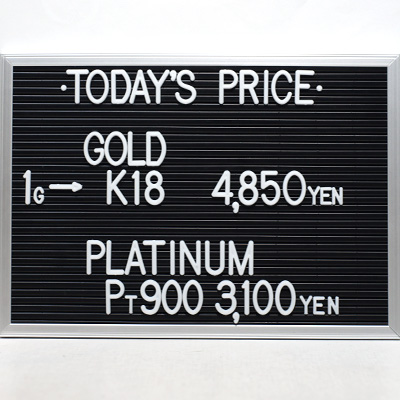 ·TODAY'S PRICE·
GOLD
1G→ K18 4,850YEN
PLATINUM
PT900 3,100YEN